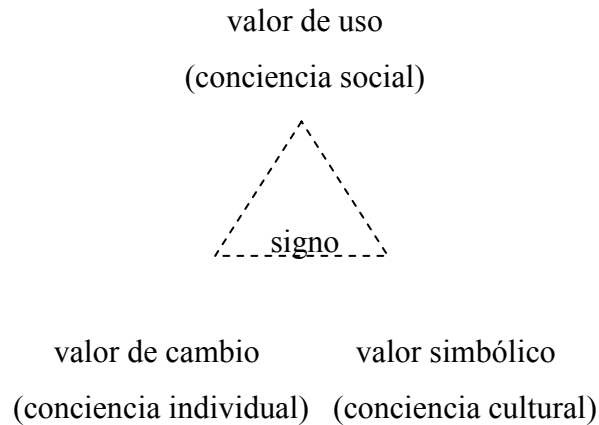 valor de uso
(conciencia social)
signo
valor de cambio valor simbólico
(conciencia individual) (conciencia cultural)